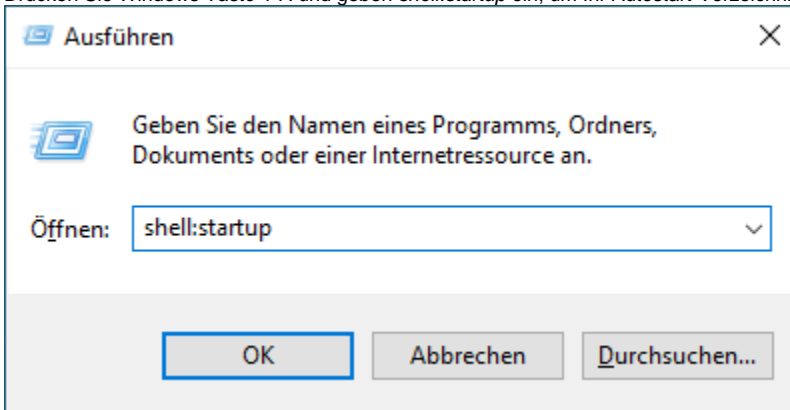 Ausführen
Geben Sie den Namen eines Programms, Ordners,
Dokuments oder einer Internetressource an.
Öffnen: shell:startup
OK Abbrechen Durchsuchen...